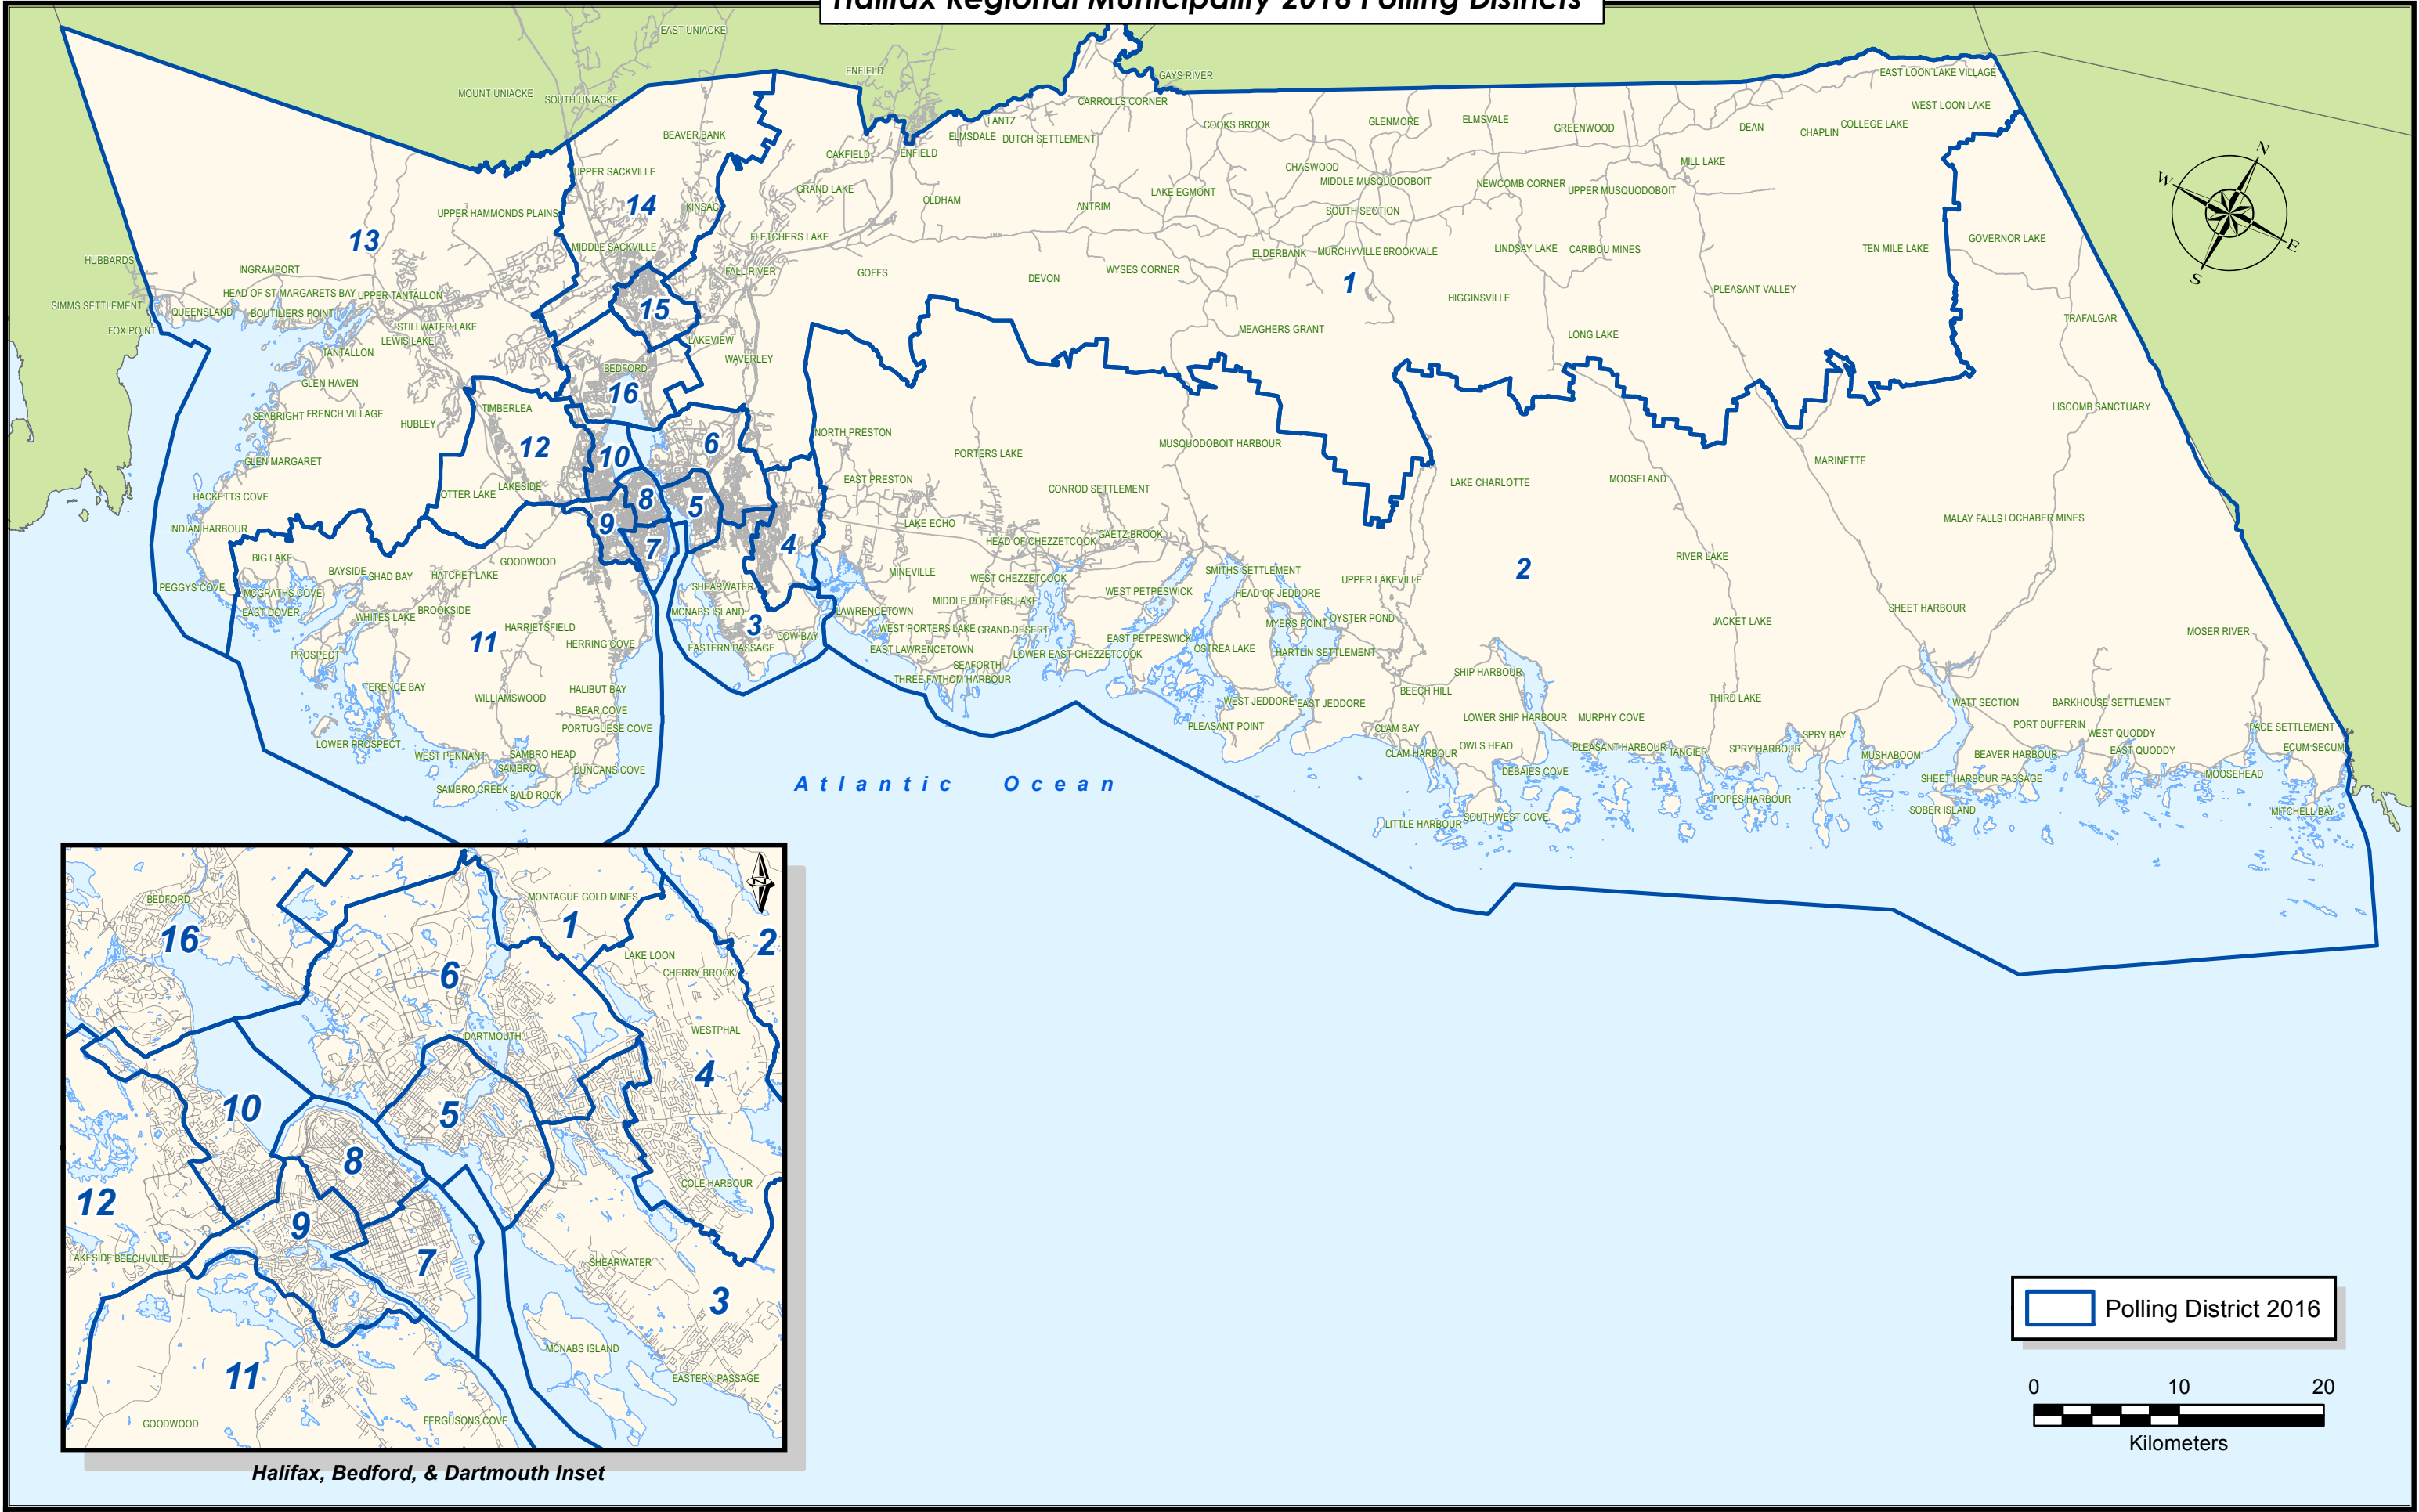 Halifax Regional Municipality 2016 Polling Districts
EAST UNIACKE
ENFIELD
GAYS RIVER
EAST LOON LAKE VILLAGE
MOUNT UNIACKE
SOUTH UNIACKE
CARROLLS CORNER
WEST LOON LAKE
LANTZ
COOKS BROOK
GLENMORE
ELMSVALE
GREENWOOD
DEAN
CHAPLIN
COLLEGE LAKE
BEAVER BANK
ELMSDALE
DUTCH SETTLEMENT
OAKFIELD
ENFIELD
MILL LAKE
N
W
E
S
UPPER SACKVILLE
CHASWOOD
MIDDLE MUSQUODOBOIT
NEWCOMB CORNER
UPPER MUSQUODOBOIT
GRAND LAKE
LAKE EGMONT
OLDHAM
ANTRIM
SOUTH SECTION
14
KINSAC
UPPER HAMMONDS PLAINS
13
FLETCHERS LAKE
MIDDLE SACKVILLE
ELDERBANK
MURCHYVILLE
BROOKVALE
LINDSAY LAKE
CARIBOU MINES
TEN MILE LAKE
GOVERNOR LAKE
HUBBARDS
INGRAMPORT
FALL RIVER
GOFFS
DEVON
WYSES CORNER
1
HEAD OF ST MARGARETS BAY
UPPER TANTALLON
HIGGINSVILLE
PLEASANT VALLEY
SIMMS SETTLEMENT
QUEENSLAND
BOUTILIERS POINT
15
TRAFALGAR
FOX POINT
STILLWATER LAKE
LEWIS LAKE
LAKEVIEW
MEAGHERS GRANT
LONG LAKE
TANTALLON
WAVERLEY
BEDFORD
GLEN HAVEN
16
SEABRIGHT
FRENCH VILLAGE
TIMBERLEA
HUBLEY
LISCOMB SANCTUARY
12
10
6
NORTH PRESTON
MUSQUODOBOIT HARBOUR
PORTERS LAKE
GLEN MARGARET
MARINETTE
HACKETTS COVE
OTTER LAKE
LAKESIDE
8
5
EAST PRESTON
CONROD SETTLEMENT
LAKE CHARLOTTE
MOOSELAND
INDIAN HARBOUR
9
LAKE ECHO
MALAY FALLS
LOCHABER MINES
7
4
HEAD OF CHEZZETCOOK
GAETZ BROOK
BIG LAKE
GOODWOOD
RIVER LAKE
BAYSIDE
SHAD BAY
HATCHET LAKE
MINEVILLE
WEST CHEZZETCOOK
SMITHS SETTLEMENT
UPPER LAKEVILLE
2
PEGGYS COVE
MCGRATHS COVE
SHEARWATER
WEST PETPESWICK
HEAD OF JEDDORE
EAST DOVER
WHITES LAKE
BROOKSIDE
MCNABS ISLAND
LAWRENCETOWN
MIDDLE PORTERS LAKE
MYERS POINT
OYSTER POND
SHEET HARBOUR
11
HARRIETSFIELD
3
COW BAY
WEST PORTERS LAKE
GRAND DESERT
EAST PETPESWICK
JACKET LAKE
MOSER RIVER
HERRING COVE
EASTERN PASSAGE
EAST LAWRENCETOWN
LOWER EAST CHEZZETCOOK
OSTREA LAKE
HARTLIN SETTLEMENT
PROSPECT
SEAFORTH
THREE FATHOM HARBOUR
SHIP HARBOUR
TERENCE BAY
WILLIAMSWOOD
HALIBUT BAY
WEST JEDDORE
EAST JEDDORE
BEECH HILL
THIRD LAKE
WATT SECTION
BARKHOUSE SETTLEMENT
BEAR COVE
PLEASANT POINT
CLAM BAY
LOWER SHIP HARBOUR
MURPHY COVE
PORT DUFFERIN
PACE SETTLEMENT
PORTUGUESE COVE
SPRY BAY
WEST QUODDY
LOWER PROSPECT
WEST PENNANT
SAMBRO HEAD
CLAM HARBOUR
OWLS HEAD
PLEASANT HARBOUR
TANGIER
SPRY HARBOUR
MUSHABOOM
BEAVER HARBOUR
EAST QUODDY
ECUM SECUM
SAMBRO
DUNCANS COVE
DEBAIES COVE
SHEET HARBOUR PASSAGE
MOOSEHEAD
Atlantic Ocean
SAMBRO CREEK
BALD ROCK
POPES HARBOUR
SOBER ISLAND
MITCHELL BAY
LITTLE HARBOUR
SOUTHWEST COVE
BEDFORD
MONTAGUE GOLD MINES
N
1
16
2
LAKE LOON
CHERRY BROOK
6
DARTMOUTH
WESTPHAL
4
10
5
8
12
COLE HARBOUR
9
LAKESIDE
BEECHVILLE
7
SHEARWATER
3
MCNABS ISLAND
11
EASTERN PASSAGE
GOODWOOD
FERGUSONS COVE
Halifax, Bedford, & Dartmouth Inset
Polling District 2016
0 10 20
Kilometers